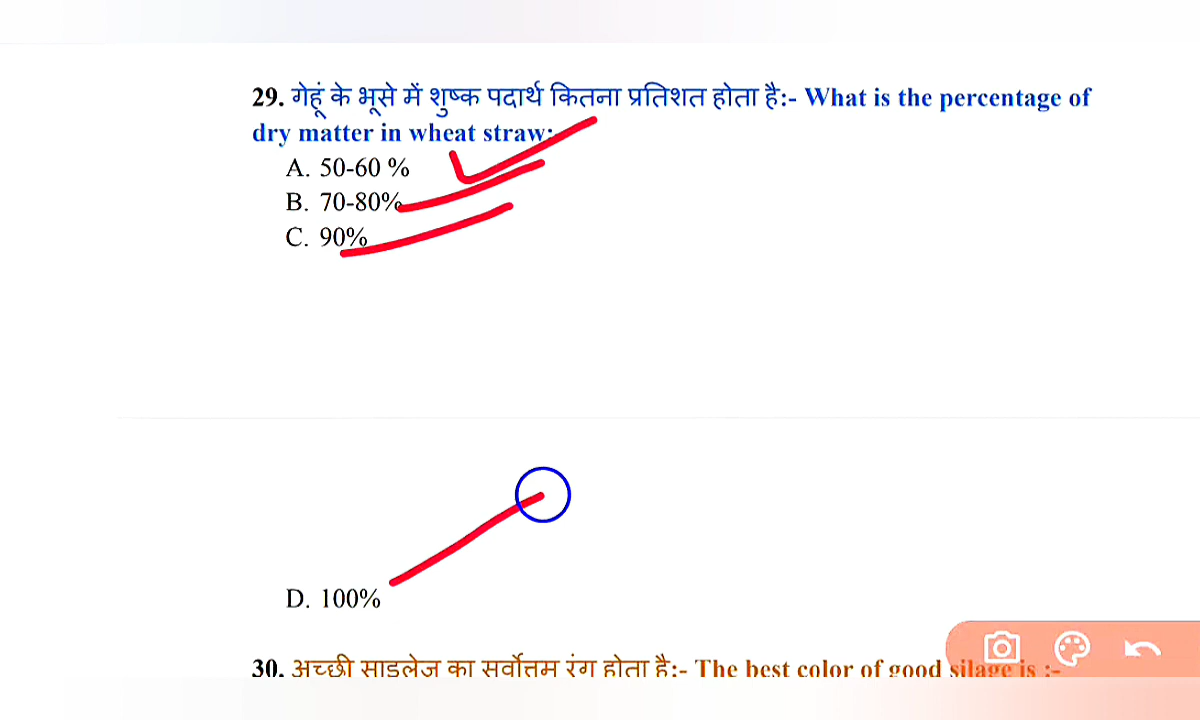 29. गेहूं के भूसे में शुष्क पदार्थ कितना प्रतिशत होता है:- What is the percentage of
dry matter in wheat straw:
A. 50-60 %
B. 70-80%
C. 90%
D. 100%
30. अच्छी साइलेज का सर्वोत्तम रंग होता है:- The best color of good silage is :-